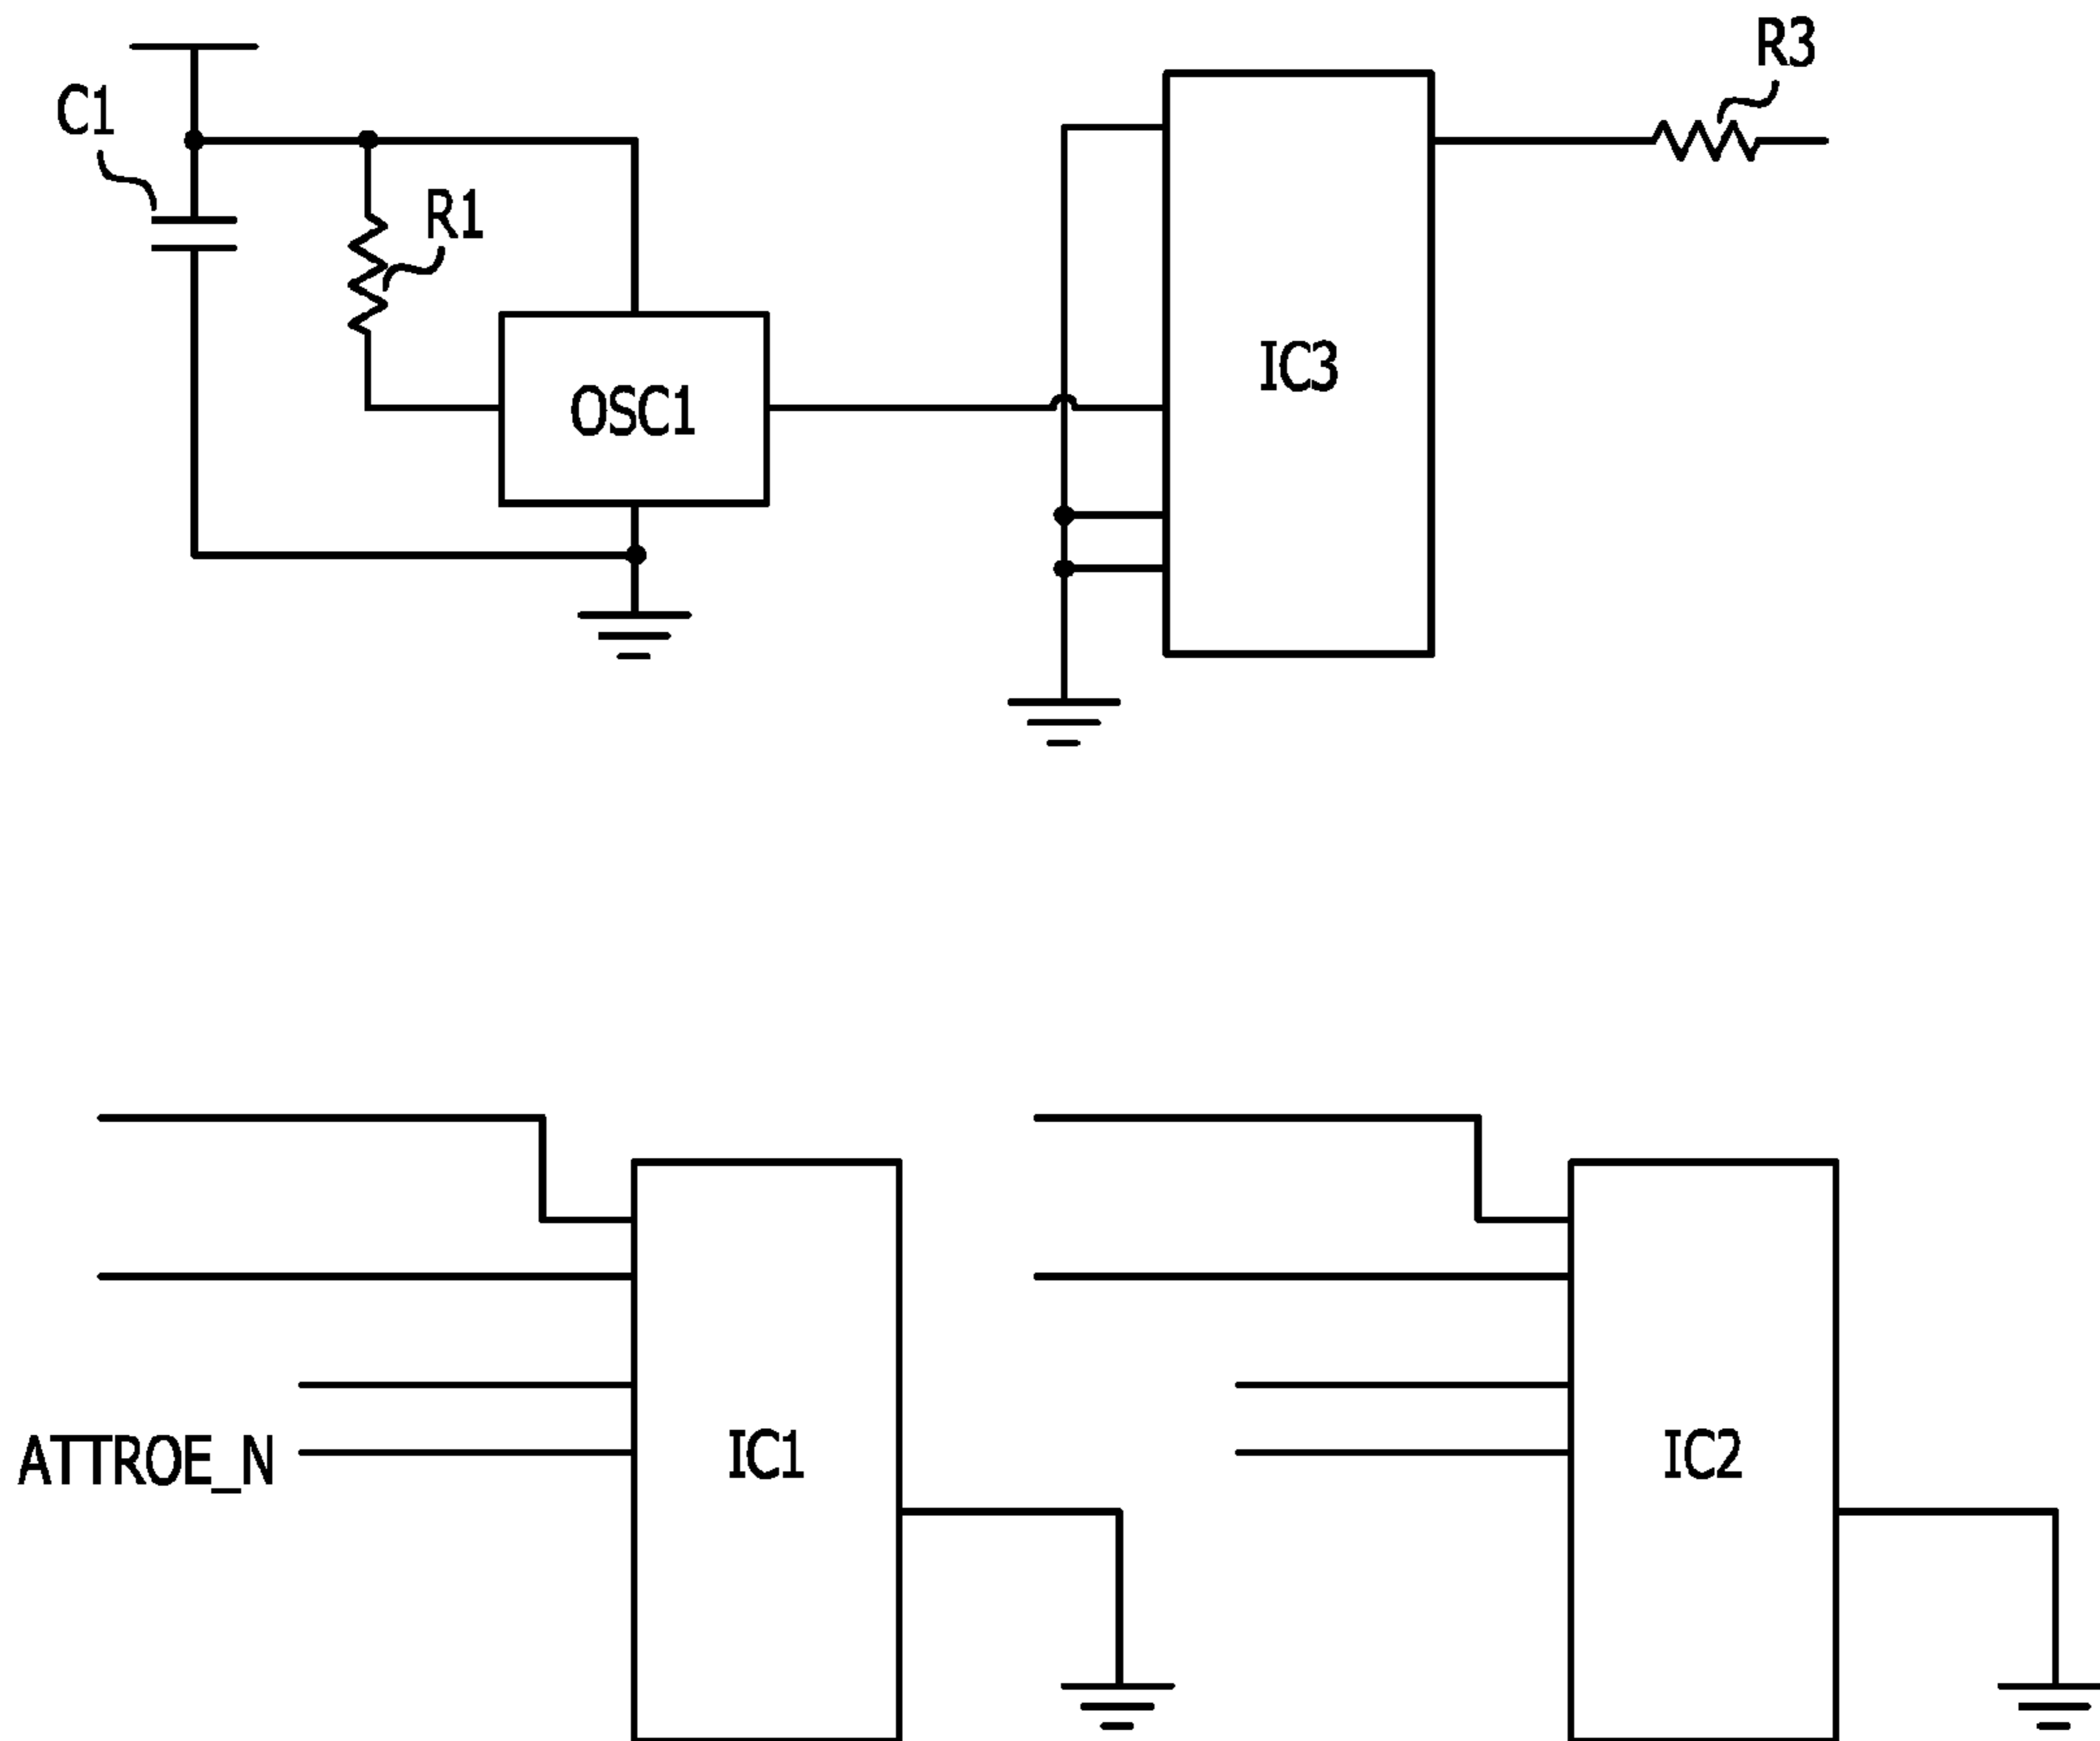 R3
C1
R1
IC3
OSC1
ATTROE_N
IC1
IC2